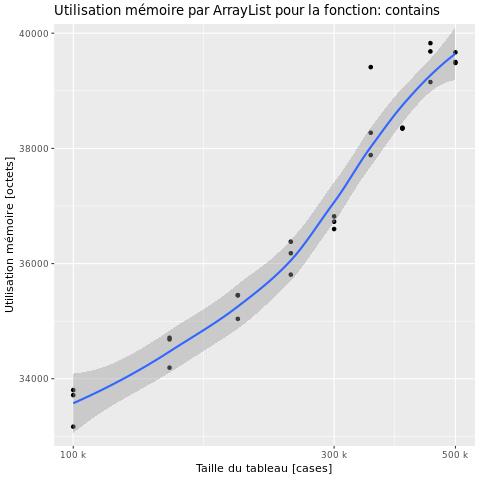 Utilisation mémoire par ArrayList pour la fonction: contains
40000
38000
36000
34000
Utilisation mémoire [octets]
100 k
300 k
500 k
Taille du tableau [cases]